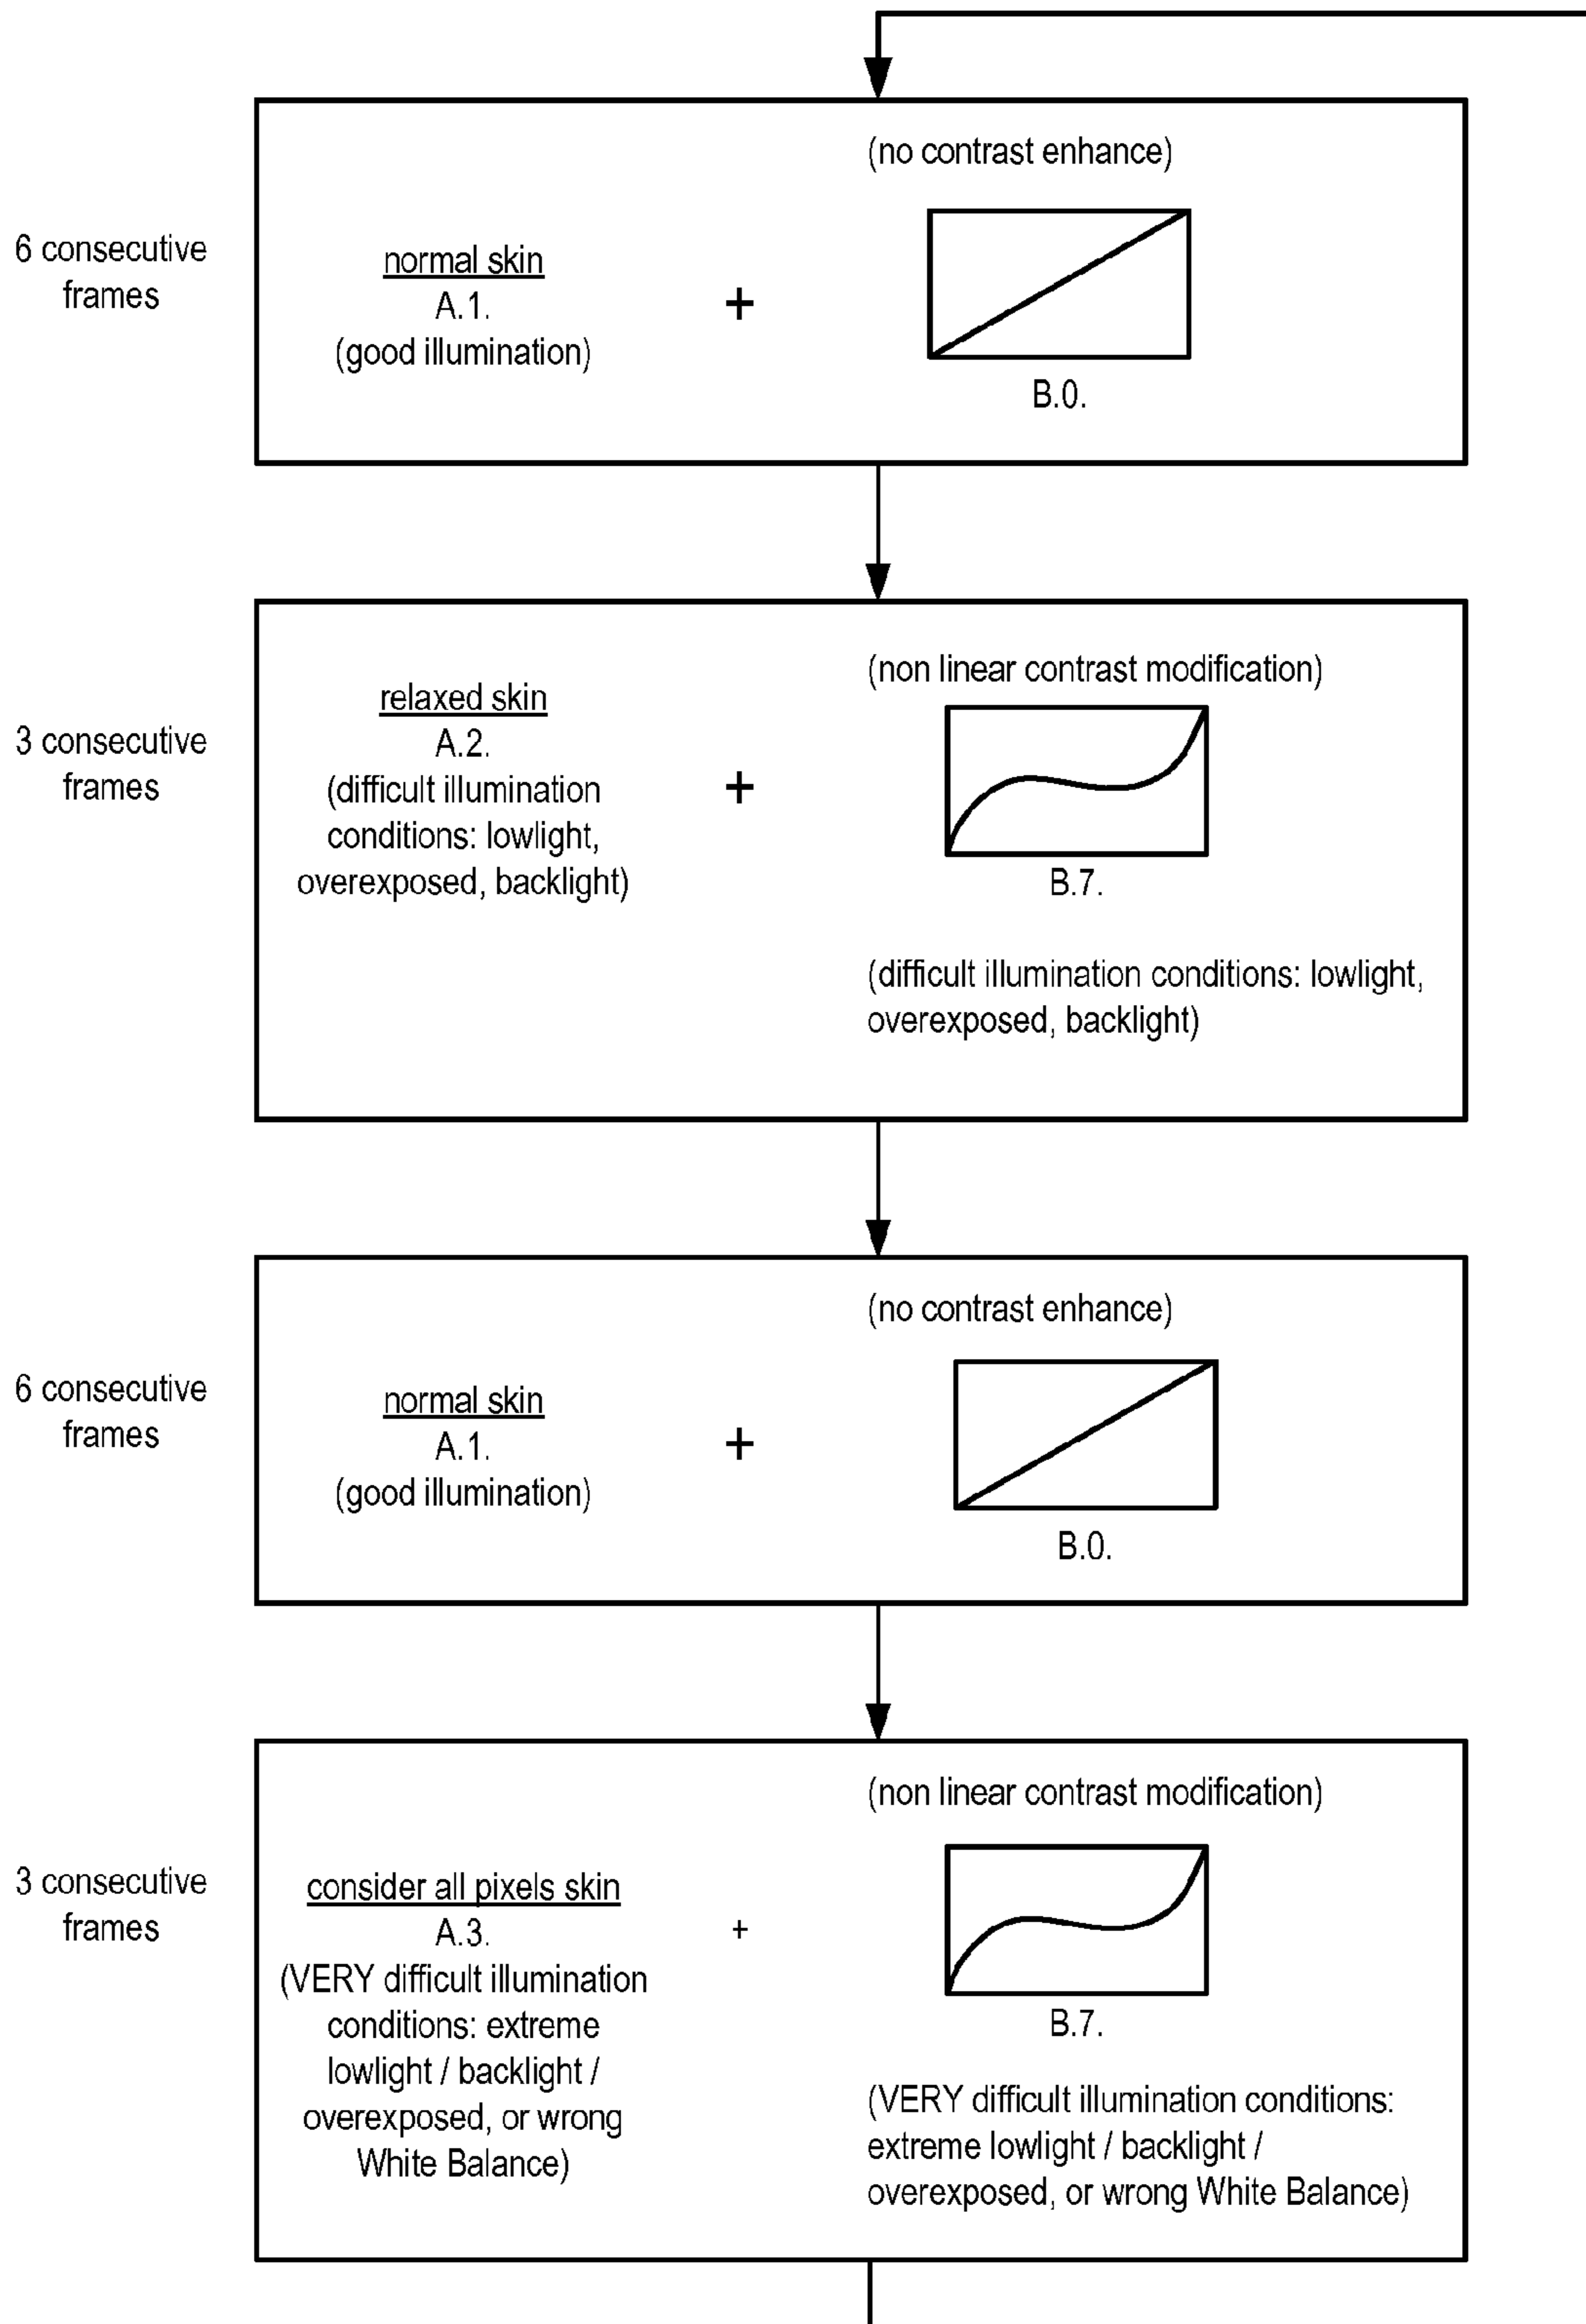 (no contrast enhance)
6 consecutive
frames
normal skin
A.1.
(good illumination)
+
B.0.
(non linear contrast modification)
3 consecutive
frames
relaxed skin
A.2.
(difficult illumination
conditions: lowlight,
overexposed, backlight)
+
B.7.
(difficult illumination conditions: lowlight,
overexposed, backlight)
(no contrast enhance)
6 consecutive
frames
normal skin
A.1.
(good illumination)
+
B.0.
(non linear contrast modification)
3 consecutive
frames
consider all pixels skin
A.3.
(VERY difficult illumination
conditions: extreme
lowlight / backlight /
overexposed, or wrong
White Balance)
+
B.7.
(VERY difficult illumination conditions:
extreme lowlight / backlight /
overexposed, or wrong White Balance)